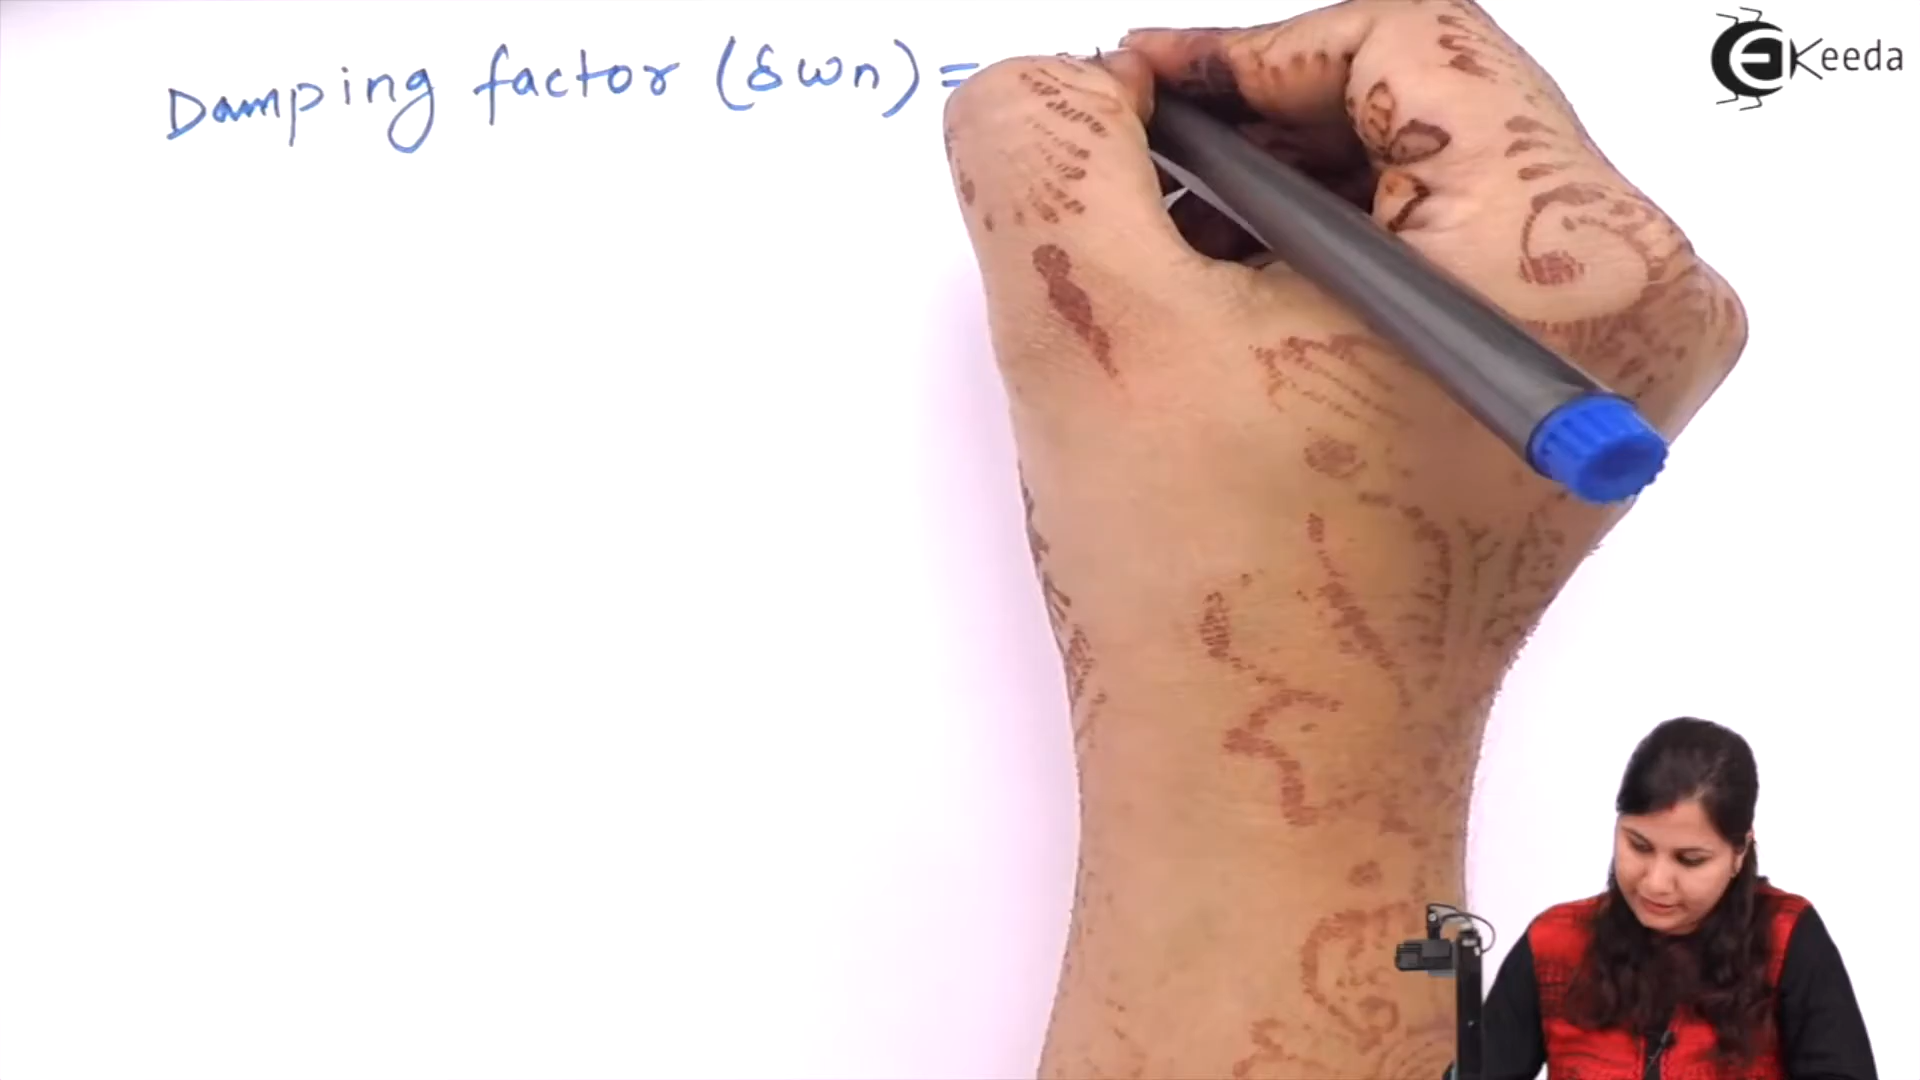 Damping factor (δωn) =
EKeeda